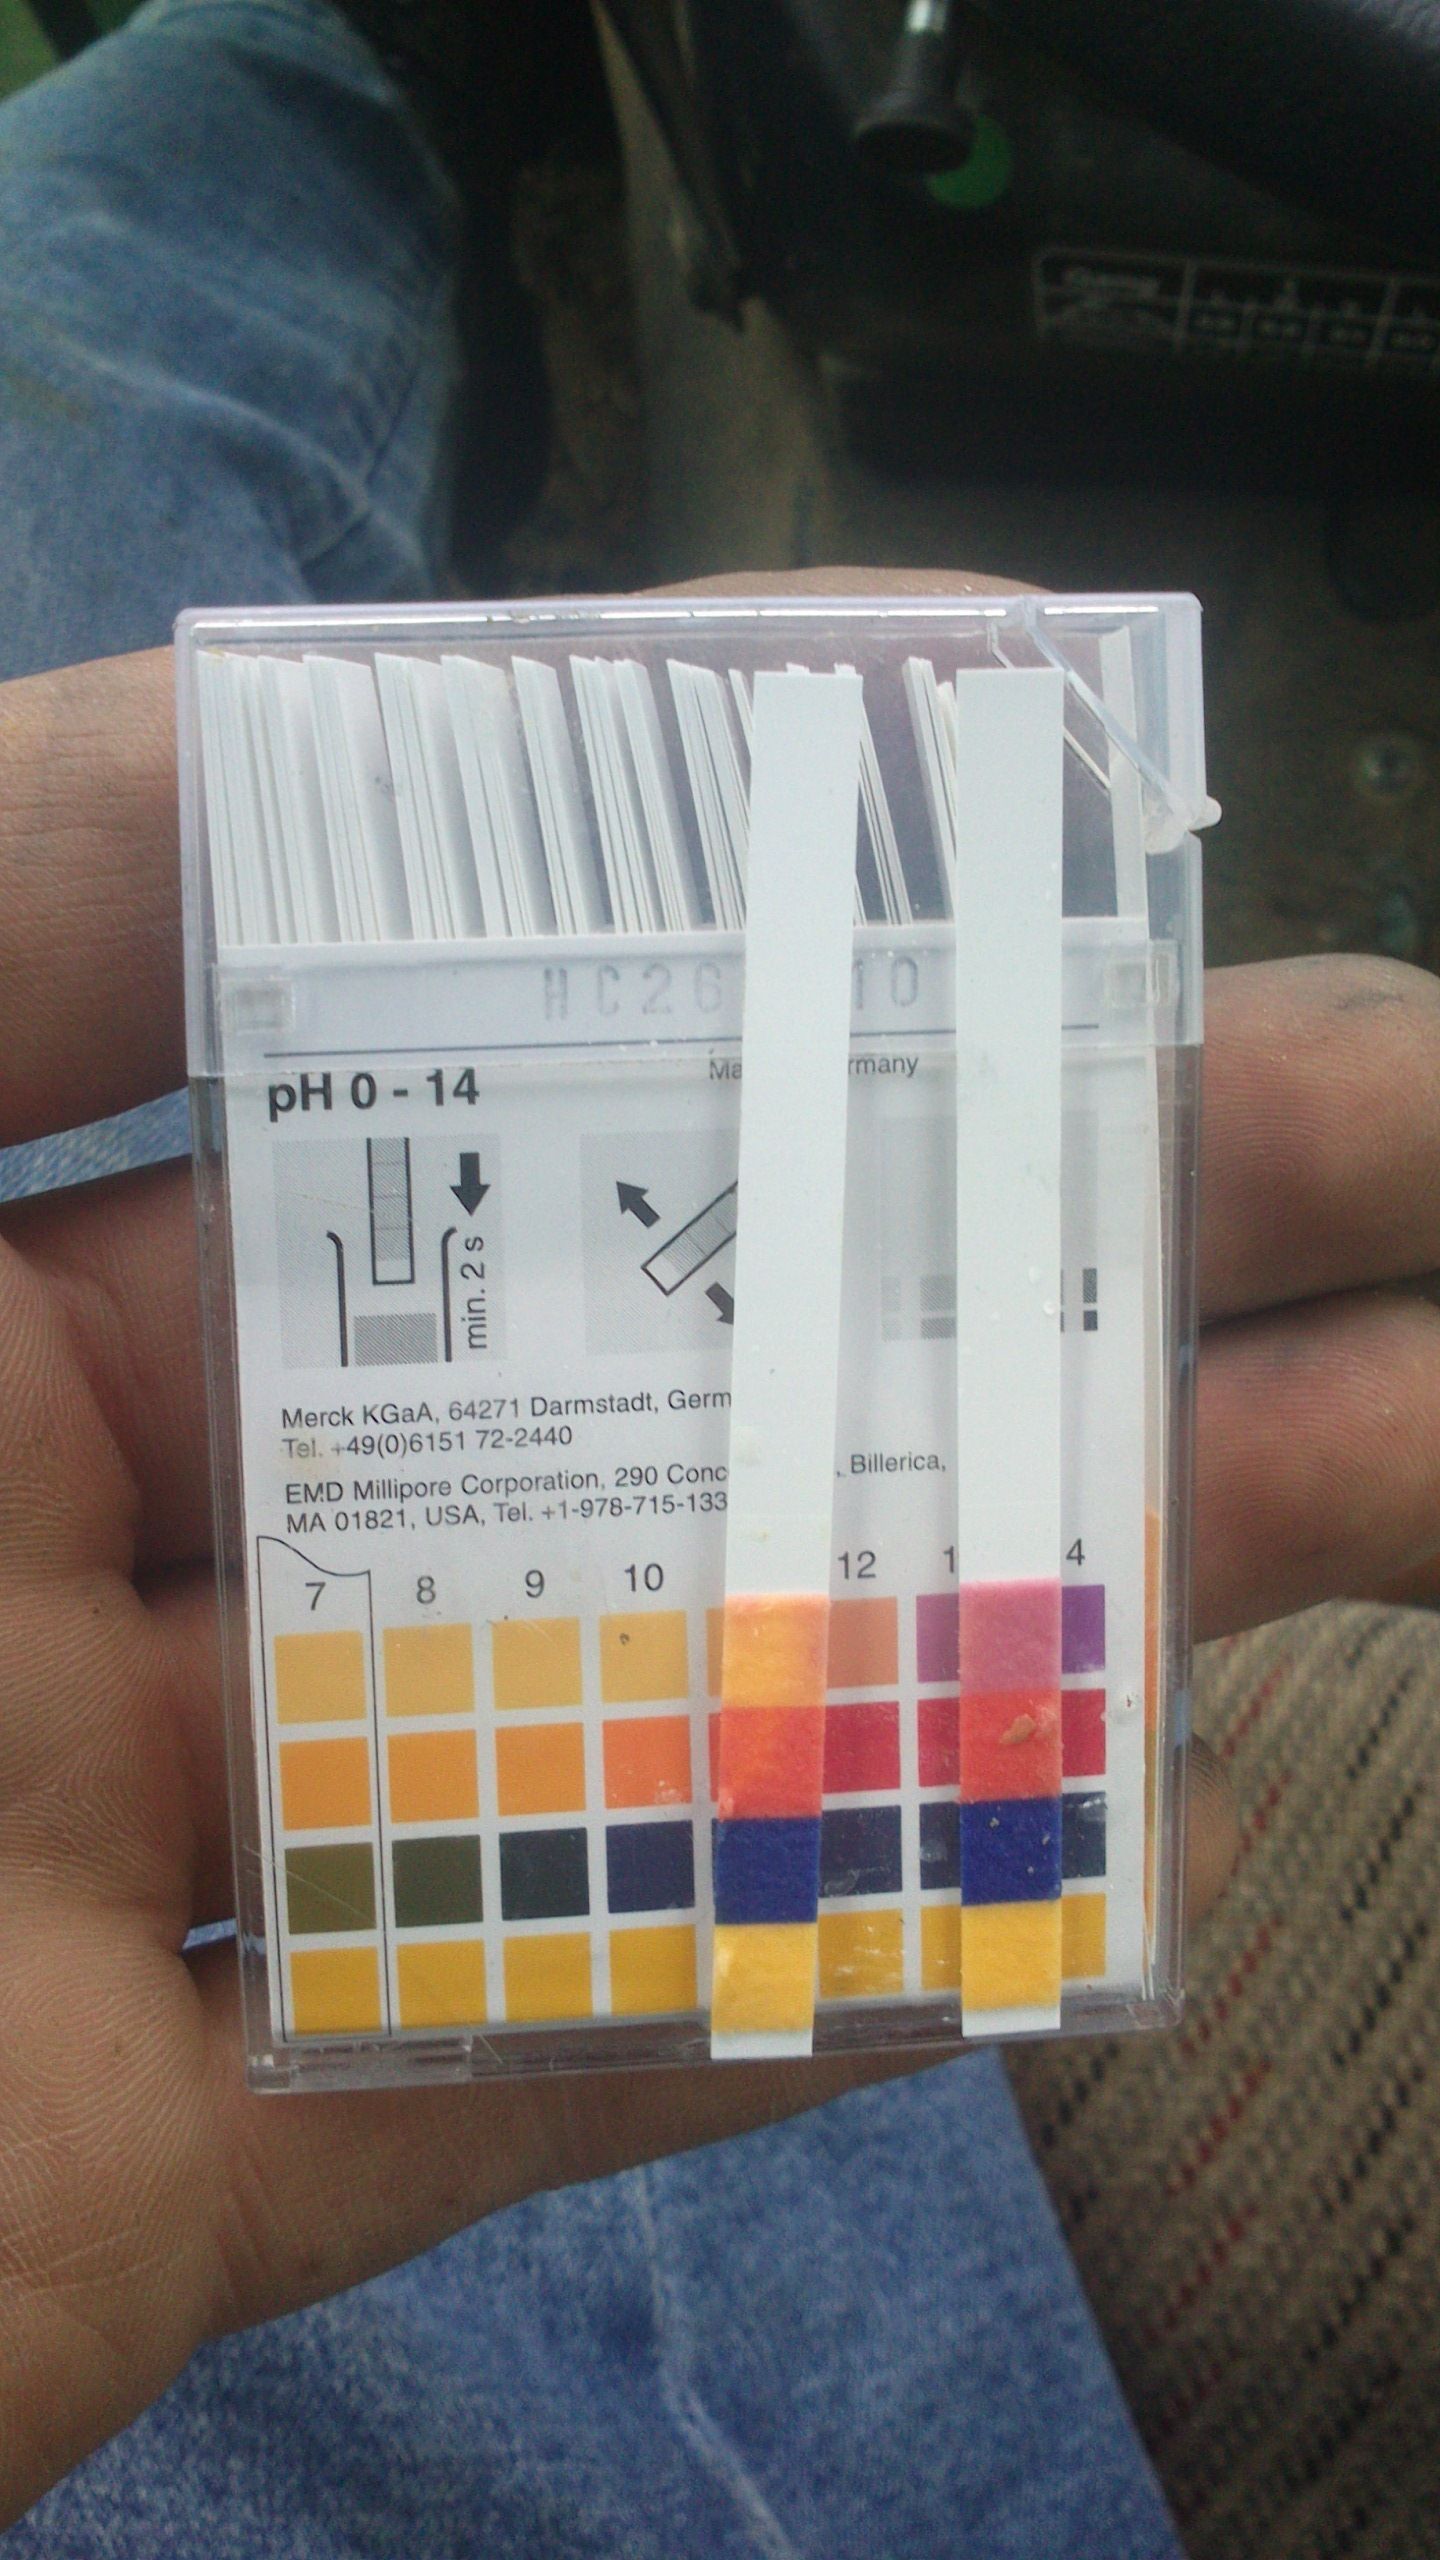 HC26 10
Ma rmany
pH 0 - 14
min. 2 s
Merck KGaA, 64271 Darmstadt, Germ
Tel. +49(0)6151 72-2440
EMD Millipore Corporation, 290 Conc , Billerica,
MA 01821, USA, Tel. +1-978-715-133
7 8 9 10 12 1 4